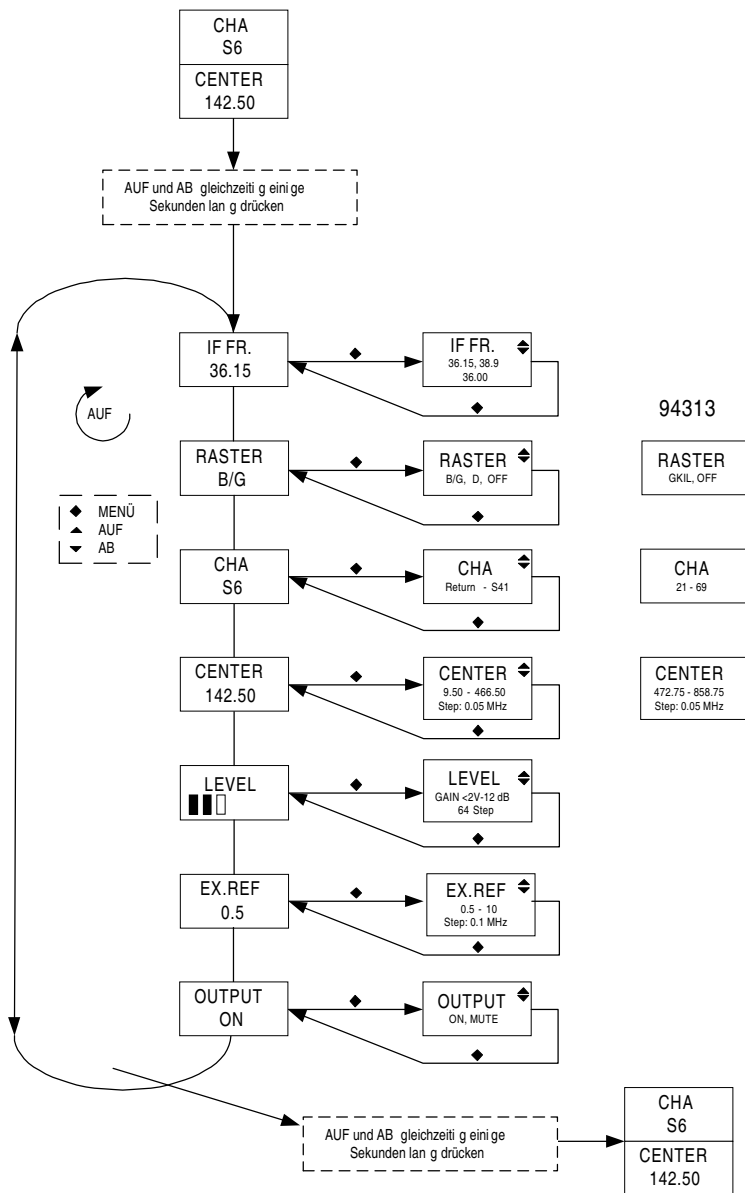 CHA
S6
CENTER
142.50
AUF und AB gleichzeiti g eini ge
Sekunden lan g drücken
IF FR.
36.15
IF FR.
36.15, 38.9
36.00
AUF
94313
RASTER
B/G
RASTER
B/G, D, OFF
RASTER
GKIL, OFF
MENÜ
AUF
AB
CHA
S6
CHA
Return - S41
CHA
21 - 69
CENTER
142.50
CENTER
9.50 - 466.50
Step: 0.05 MHz
CENTER
472.75 - 858.75
Step: 0.05 MHz
LEVEL
LEVEL
GAIN <2V-12 dB
64 Step
EX.REF
0.5
EX.REF
0.5 - 10
Step: 0.1 MHz
OUTPUT
ON
OUTPUT
ON, MUTE
AUF und AB gleichzeiti g eini ge
Sekunden lan g drücken
CHA
S6
CENTER
142.50